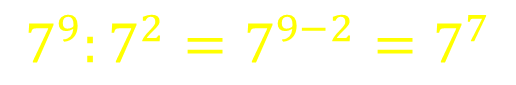 7⁹: 7² = 7⁹⁻² = 7⁷